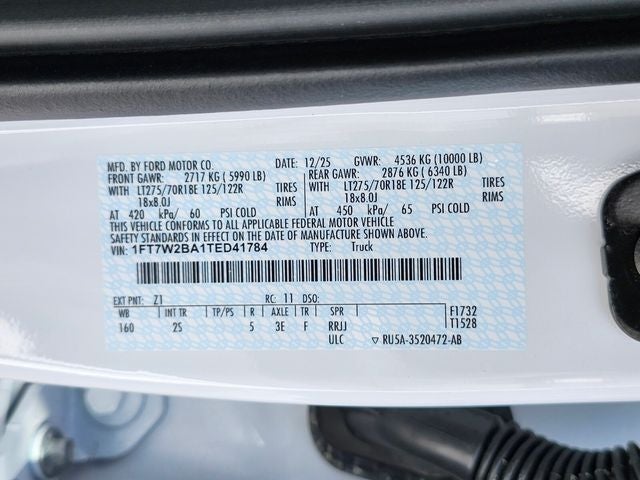 MFD. BY FORD MOTOR CO. 12/25 GVWR: 4536 KG (10000 LB)
FRONT GAWR: 2717 KG ( 5990 LB) REAR GAWR: 2876 KG ( 6340 LB)
WITH LT275/70R18E 125/122R TIRES WITH LT275/70R18E 125/122R TIRES
18x8.0J RIMS 18x8.0J RIMS
AT 420 kPa/ 60 PSI COLD AT 450 kPa/ 65 PSI COLD
THIS VEHICLE CONFORMS TO ALL APPLICABLE FEDERAL MOTOR VEHICLE
SAFETY STANDARDS IN EFFECT ON THE DATE OF MANUFACTURE SHOWN ABOVE.
VIN: 1FT7W2BA1TED41784 TYPE: Truck
EXT PNT: Z1 RC: 11 DSO:
WB INT TR TP/PS R AXLE TR SPR F1732
160 2S 5 3E F RRJJ T1528
ULC ▽ RU5A-3520472-AB